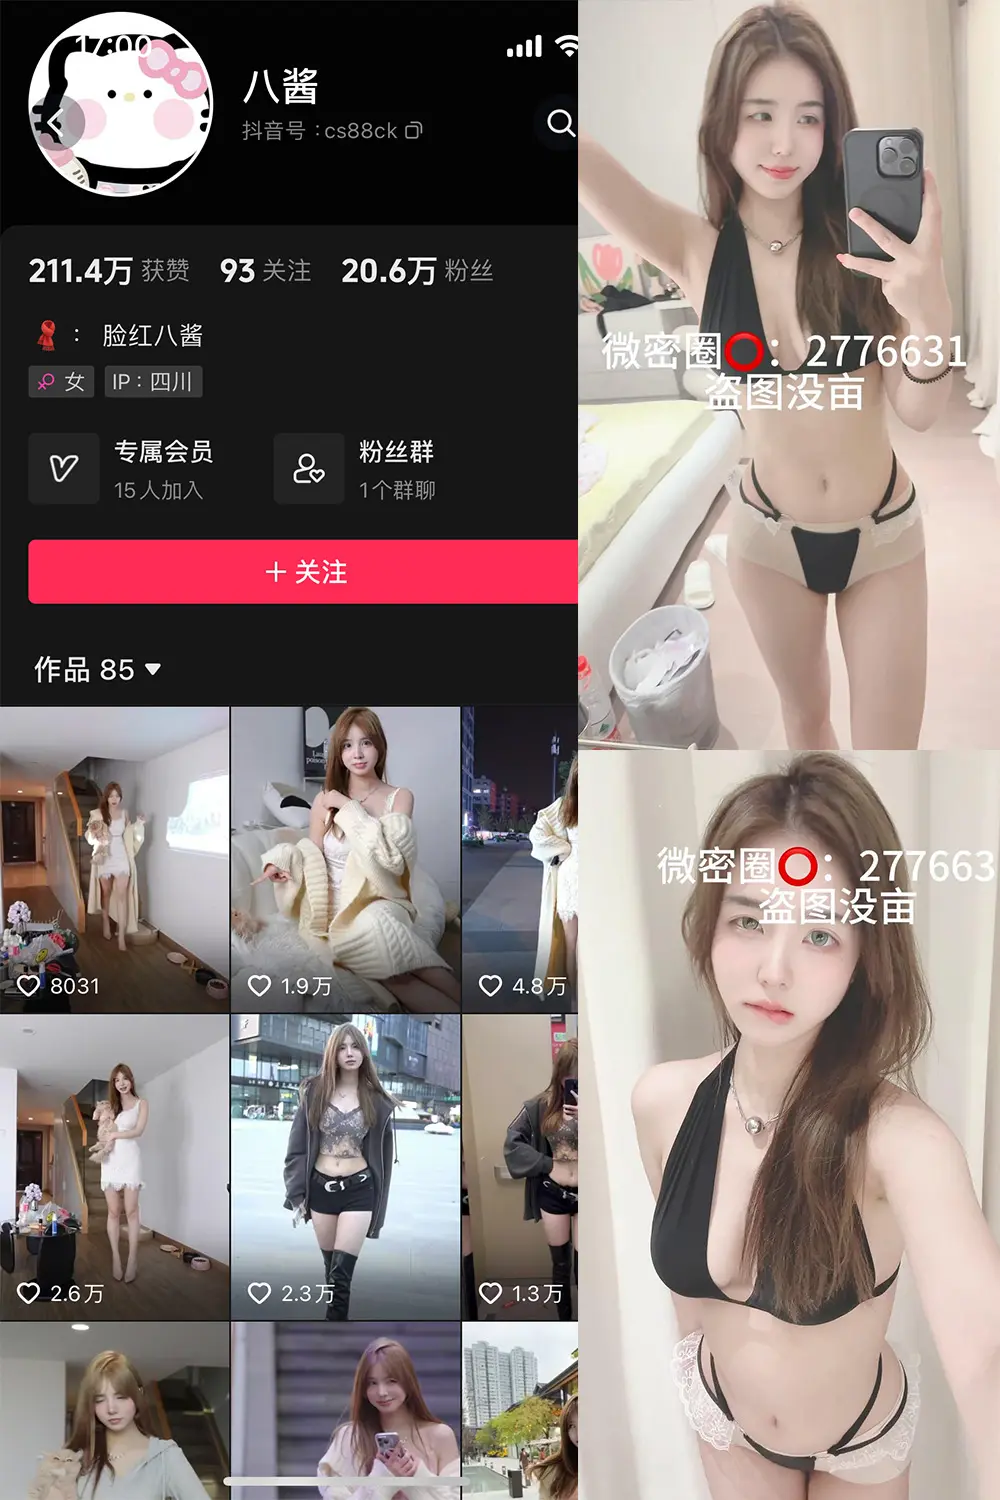 17:00
八酱
抖音号：cs88ck
211.4万 获赞 93 关注 20.6万 粉丝
： 脸红八酱
女 IP：四川
专属会员
15人加入
粉丝群
1个群聊
+ 关注
作品 85
8031
1.9万
4.8万
2.6万
2.3万
1.3万
微密圈⭕：2776631
盗图没亩
微密圈⭕：277663
盗图没亩